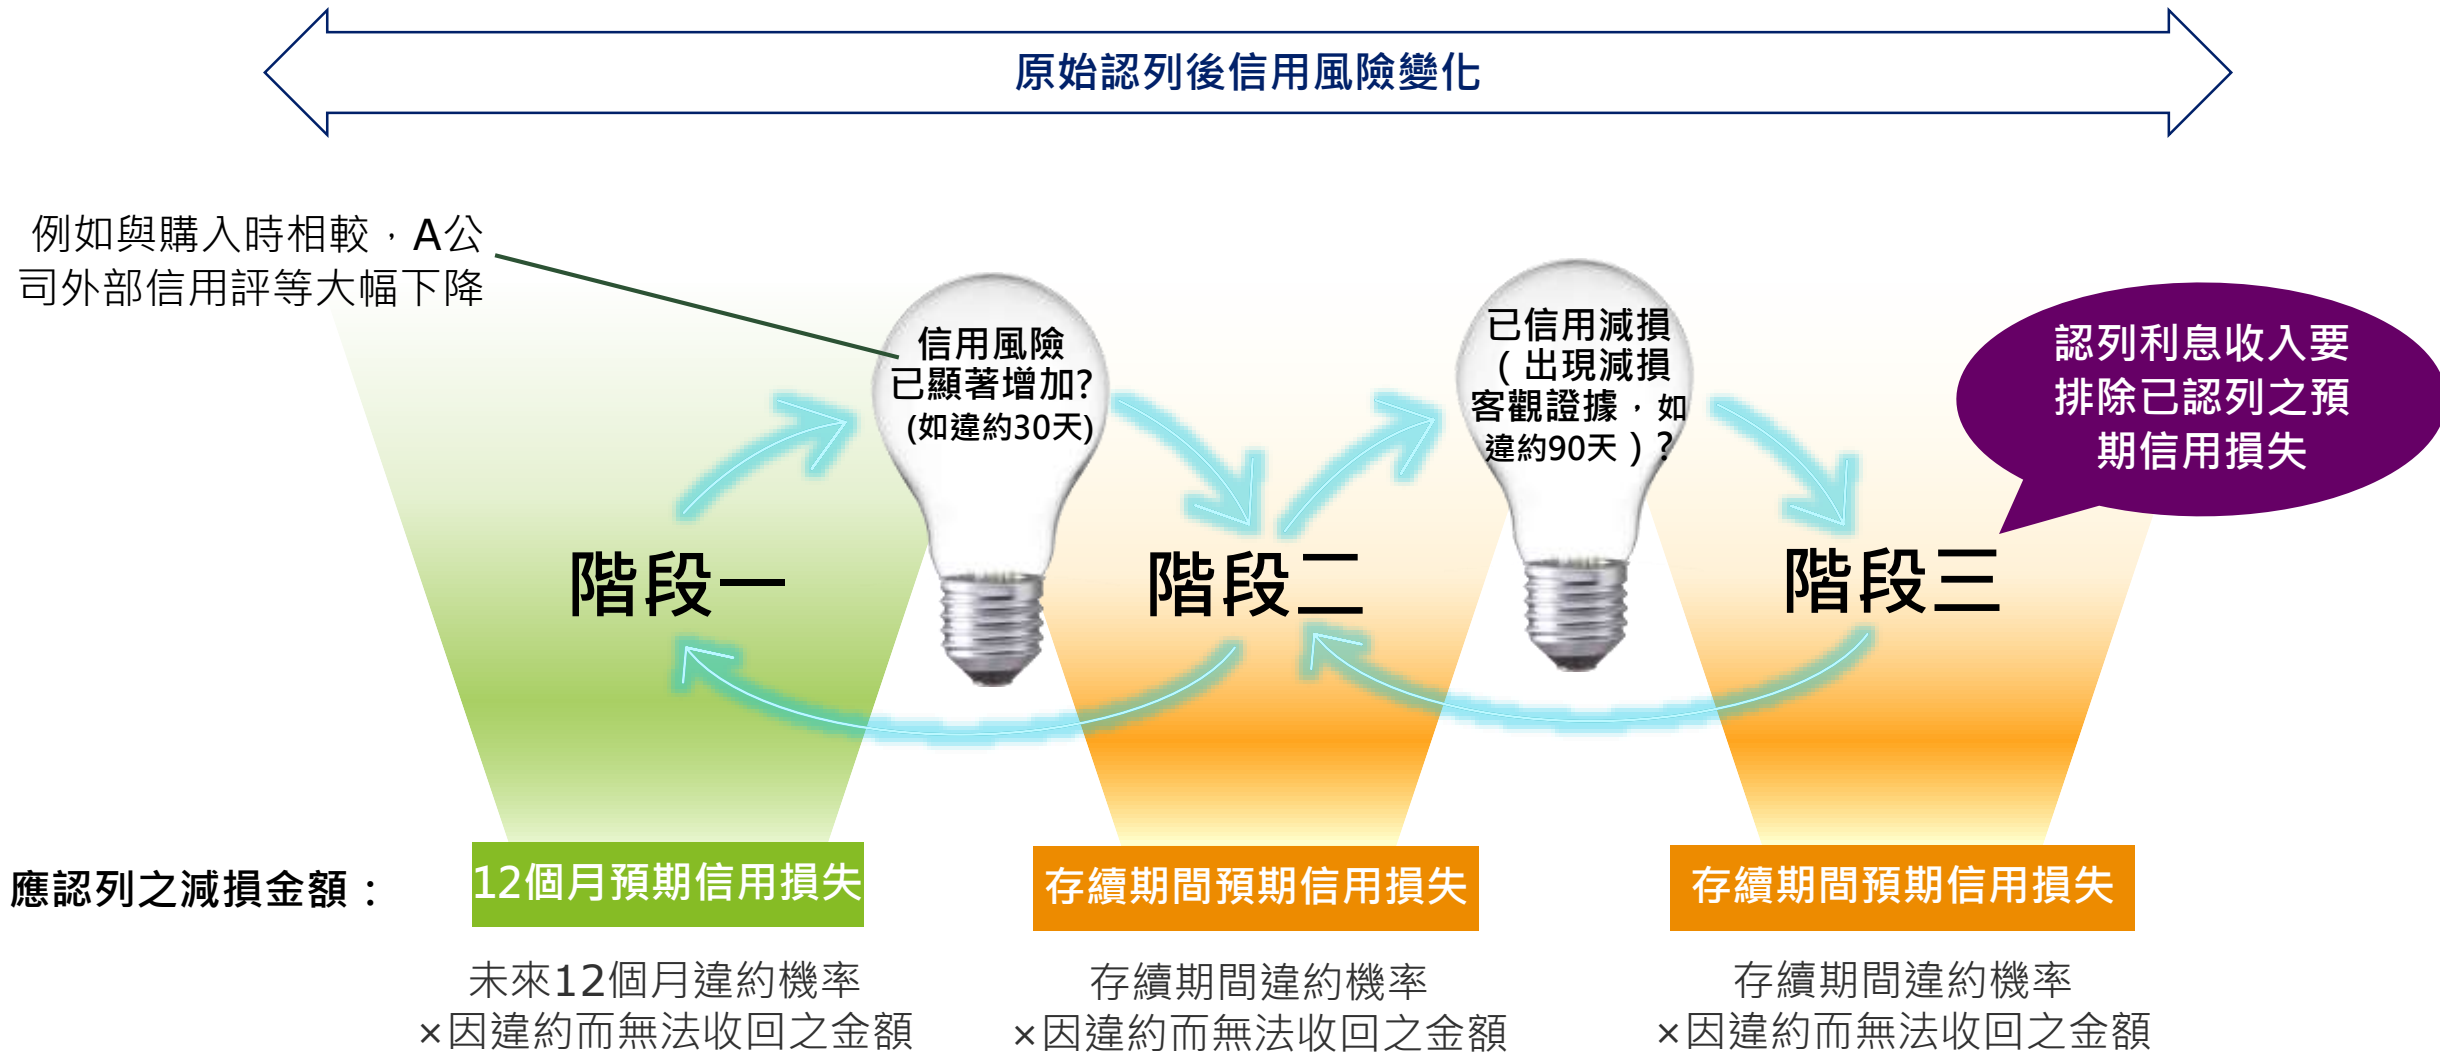 原始認列後信用風險變化
例如與購入時相較，A公
司外部信用評等大幅下降
信用風險
已顯著增加?
(如違約30天)
已信用減損
（出現減損
客觀證據，如
違約90天）?
認列利息收入要
排除已認列之預
期信用損失
階段一
階段二
階段三
應認列之減損金額：
12個月預期信用損失
存續期間預期信用損失
存續期間預期信用損失
未來12個月違約機率
×因違約而無法收回之金額
存續期間違約機率
×因違約而無法收回之金額
存續期間違約機率
×因違約而無法收回之金額